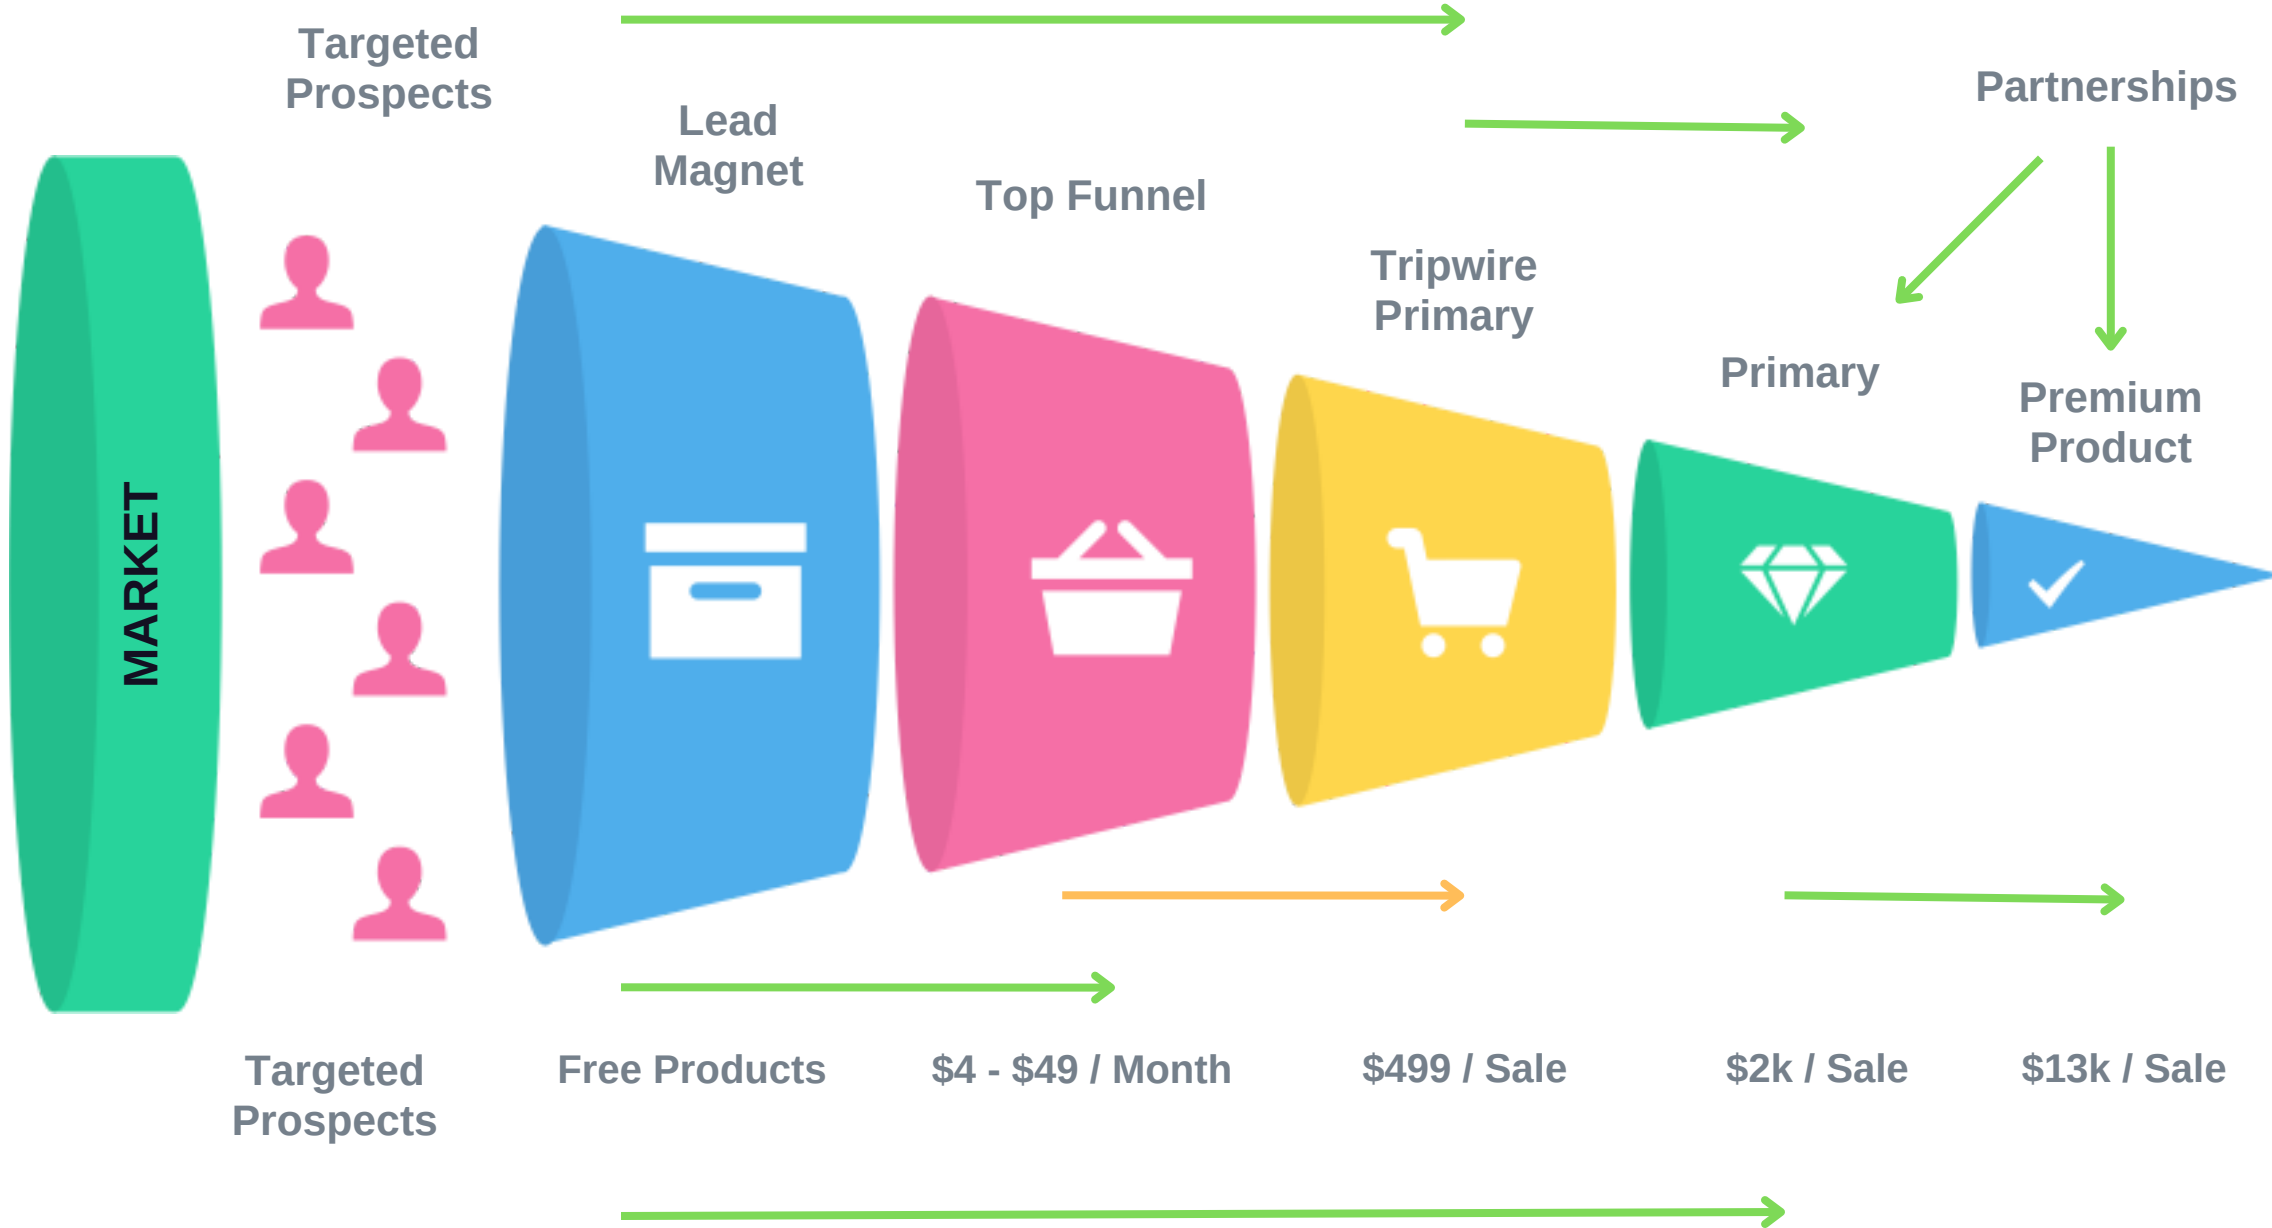 Targeted
Prospects
Lead
Magnet
Top Funnel
Tripwire
Primary
Primary
Partnerships
Premium
Product
MARKET
Targeted
Prospects
Free Products
$4 - $49 / Month
$499 / Sale
$2k / Sale
$13k / Sale